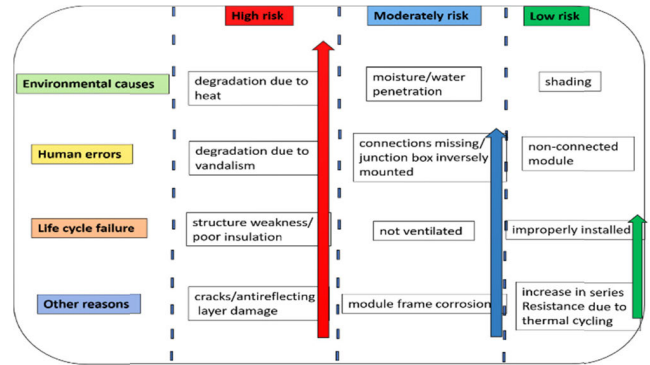 High risk
Moderately risk
Low risk
Environmental causes
degradation due to
heat
moisture/water
penetration
shading
Human errors
degradation due to
vandalism
connections missing/
junction box inversely
mounted
non-connected
module
Life cycle failure
structure weakness/
poor insulation
not ventilated
improperly installed
Other reasons
cracks/antireflecting
layer damage
module frame corrosion
increase in series
Resistance due to
thermal cycling